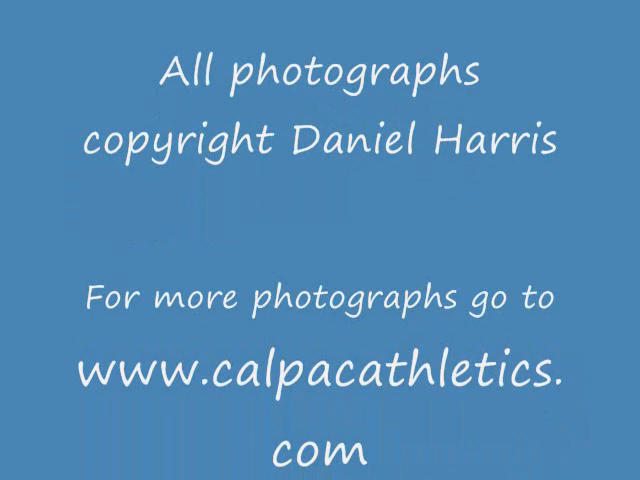 All photographs
copyright Daniel Harris
For more photographs go to
www.calpacathletics.
com